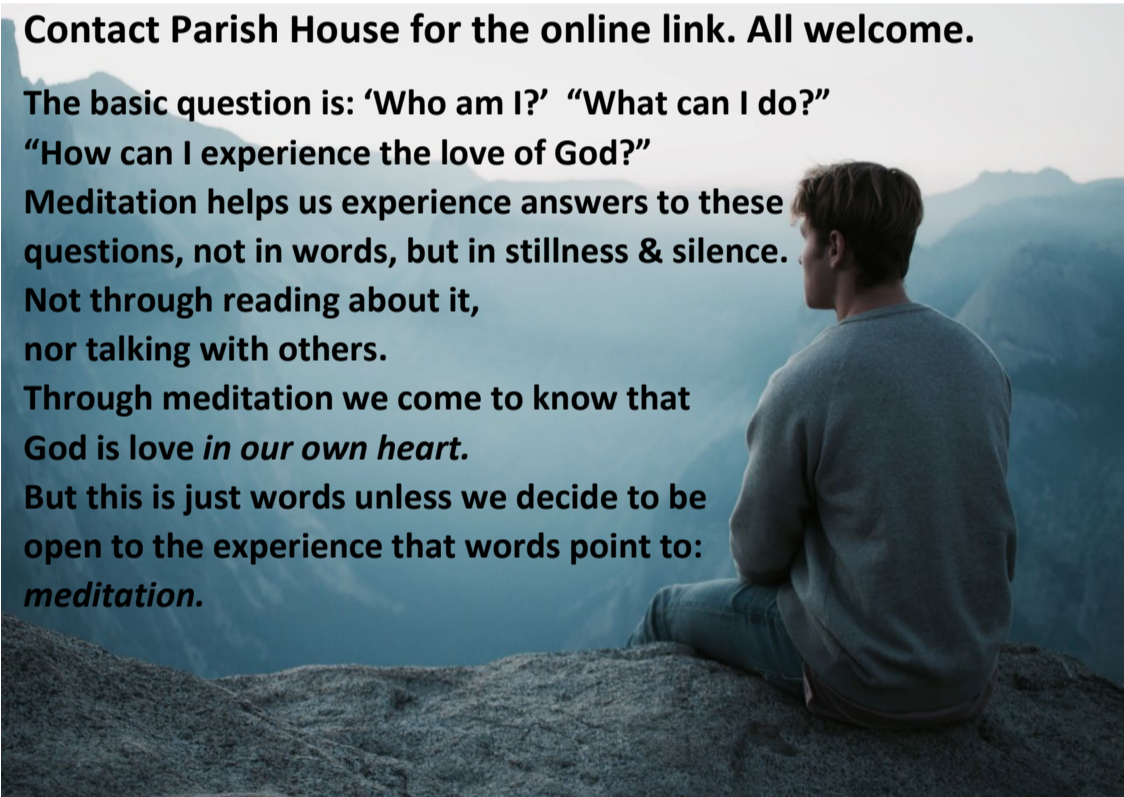 Contact Parish House for the online link. All welcome.
The basic question is: ‘Who am I?’  “What can I do?”
“How can I experience the love of God?”
Meditation helps us experience answers to these
questions, not in words, but in stillness & silence.
Not through reading about it,
nor talking with others.
Through meditation we come to know that
God is love in our own heart.
But this is just words unless we decide to be
open to the experience that words point to:
meditation.